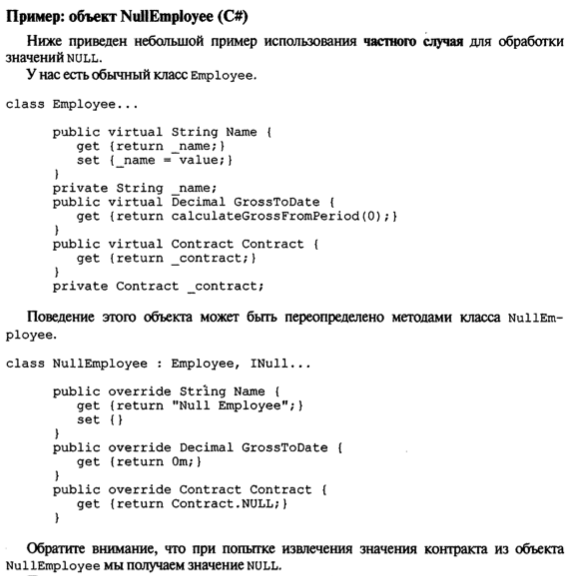 Пример: объект NullEmployee (C#)
Ниже приведен небольшой пример использования частного случая для обработки
значений NULL.
У нас есть обычный класс Employee.
class Employee...
public virtual String Name {
get {return _name;}
set {_name = value;}
}
private String _name;
public virtual Decimal GrossToDate {
get {return calculateGrossFromPeriod(0);}
}
public virtual Contract Contract {
get {return _contract;}
}
private Contract _contract;
Поведение этого объекта может быть переопределено методами класса NullEm-
ployee.
class NullEmployee : Employee, INull...
public override String Name {
get {return "Null Employee";}
set {}
}
public override Decimal GrossToDate {
get {return 0m;}
}
public override Contract Contract {
get {return Contract.NULL;}
}
Обратите внимание, что при попытке извлечения значения контракта из объекта
NullEmployee мы получаем значение NULL.